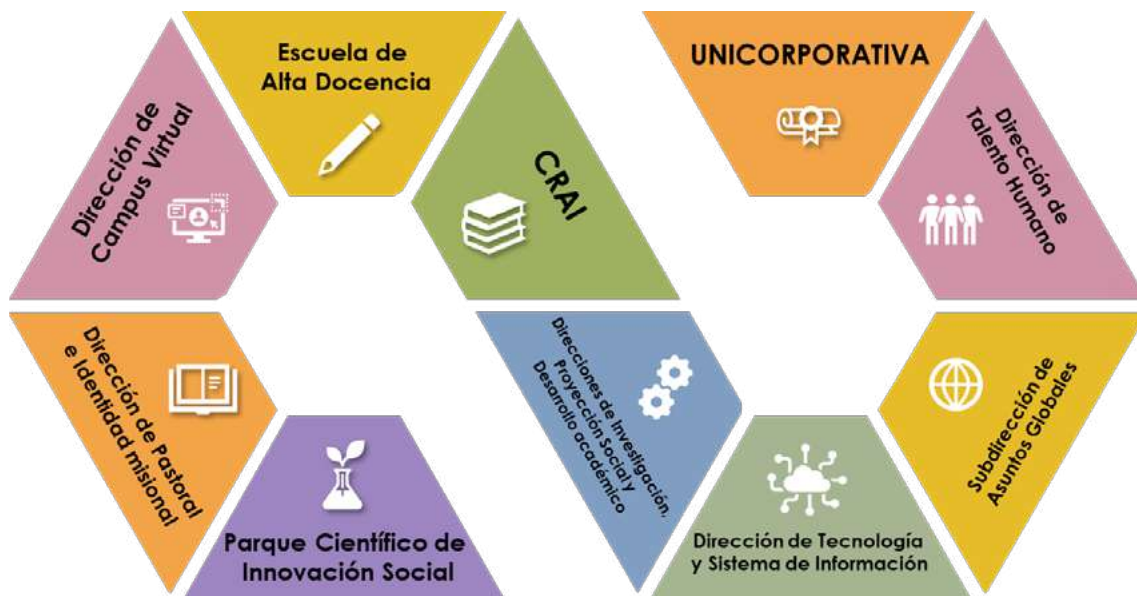 Escuela de
Alta Docencia
UNICORPORATIVA
Dirección de
Campus Virtual
CRAI
Dirección de
Talento Humano
Dirección de Pastoral
e Identidad misional
Direcciones de Investigación,
Proyección Social y
Desarrollo académico
Subdirección de
Asuntos Globales
Parque Científico de
Innovación Social
Dirección de Tecnología
y Sistema de Información